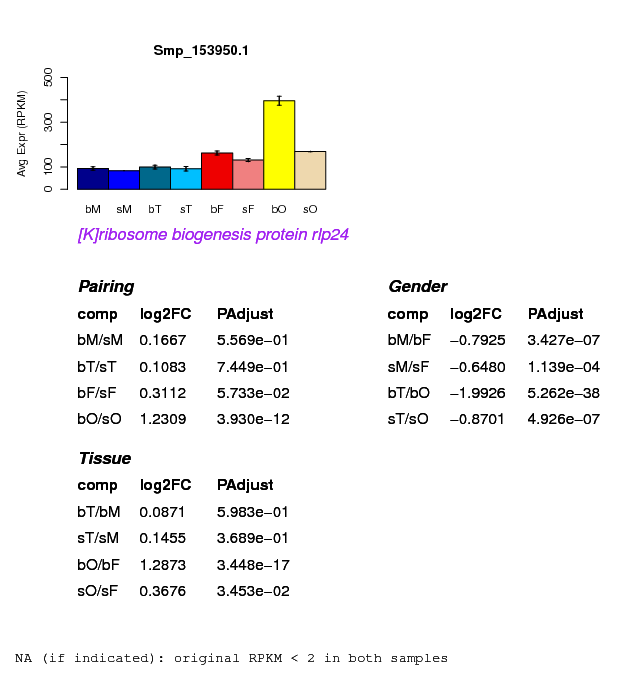 Smp_153950.1
Avg Expr (RPKM)
0 100 300 500
bM sM bT sT bF sF bO sO
[K]ribosome biogenesis protein rlp24
Pairing
comp log2FC PAdjust
bM/sM 0.1667 5.569e−01
bT/sT 0.1083 7.449e−01
bF/sF 0.3112 5.733e−02
bO/sO 1.2309 3.930e−12
Gender
comp log2FC PAdjust
bM/bF −0.7925 3.427e−07
sM/sF −0.6480 1.139e−04
bT/bO −1.9926 5.262e−38
sT/sO −0.8701 4.926e−07
Tissue
comp log2FC PAdjust
bT/bM 0.0871 5.983e−01
sT/sM 0.1455 3.689e−01
bO/bF 1.2873 3.448e−17
sO/sF 0.3676 3.453e−02
NA (if indicated): original RPKM < 2 in both samples